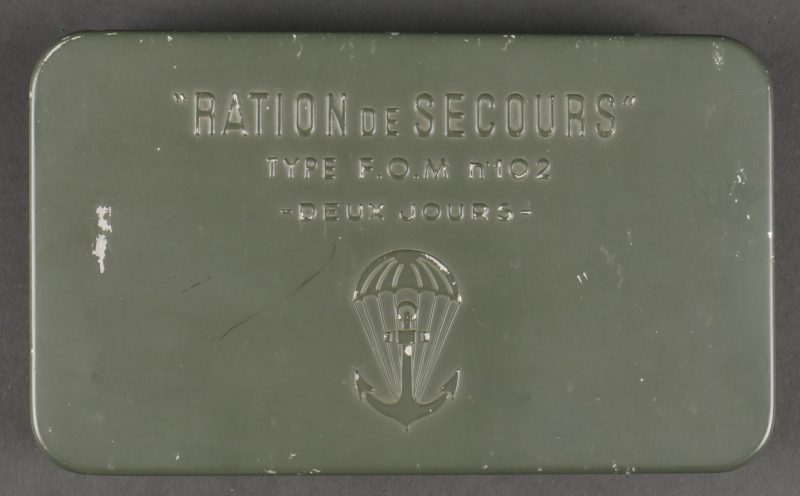 "RATION DE SECOURS"
TYPE F.O.M n°102
-DEUX JOURS-